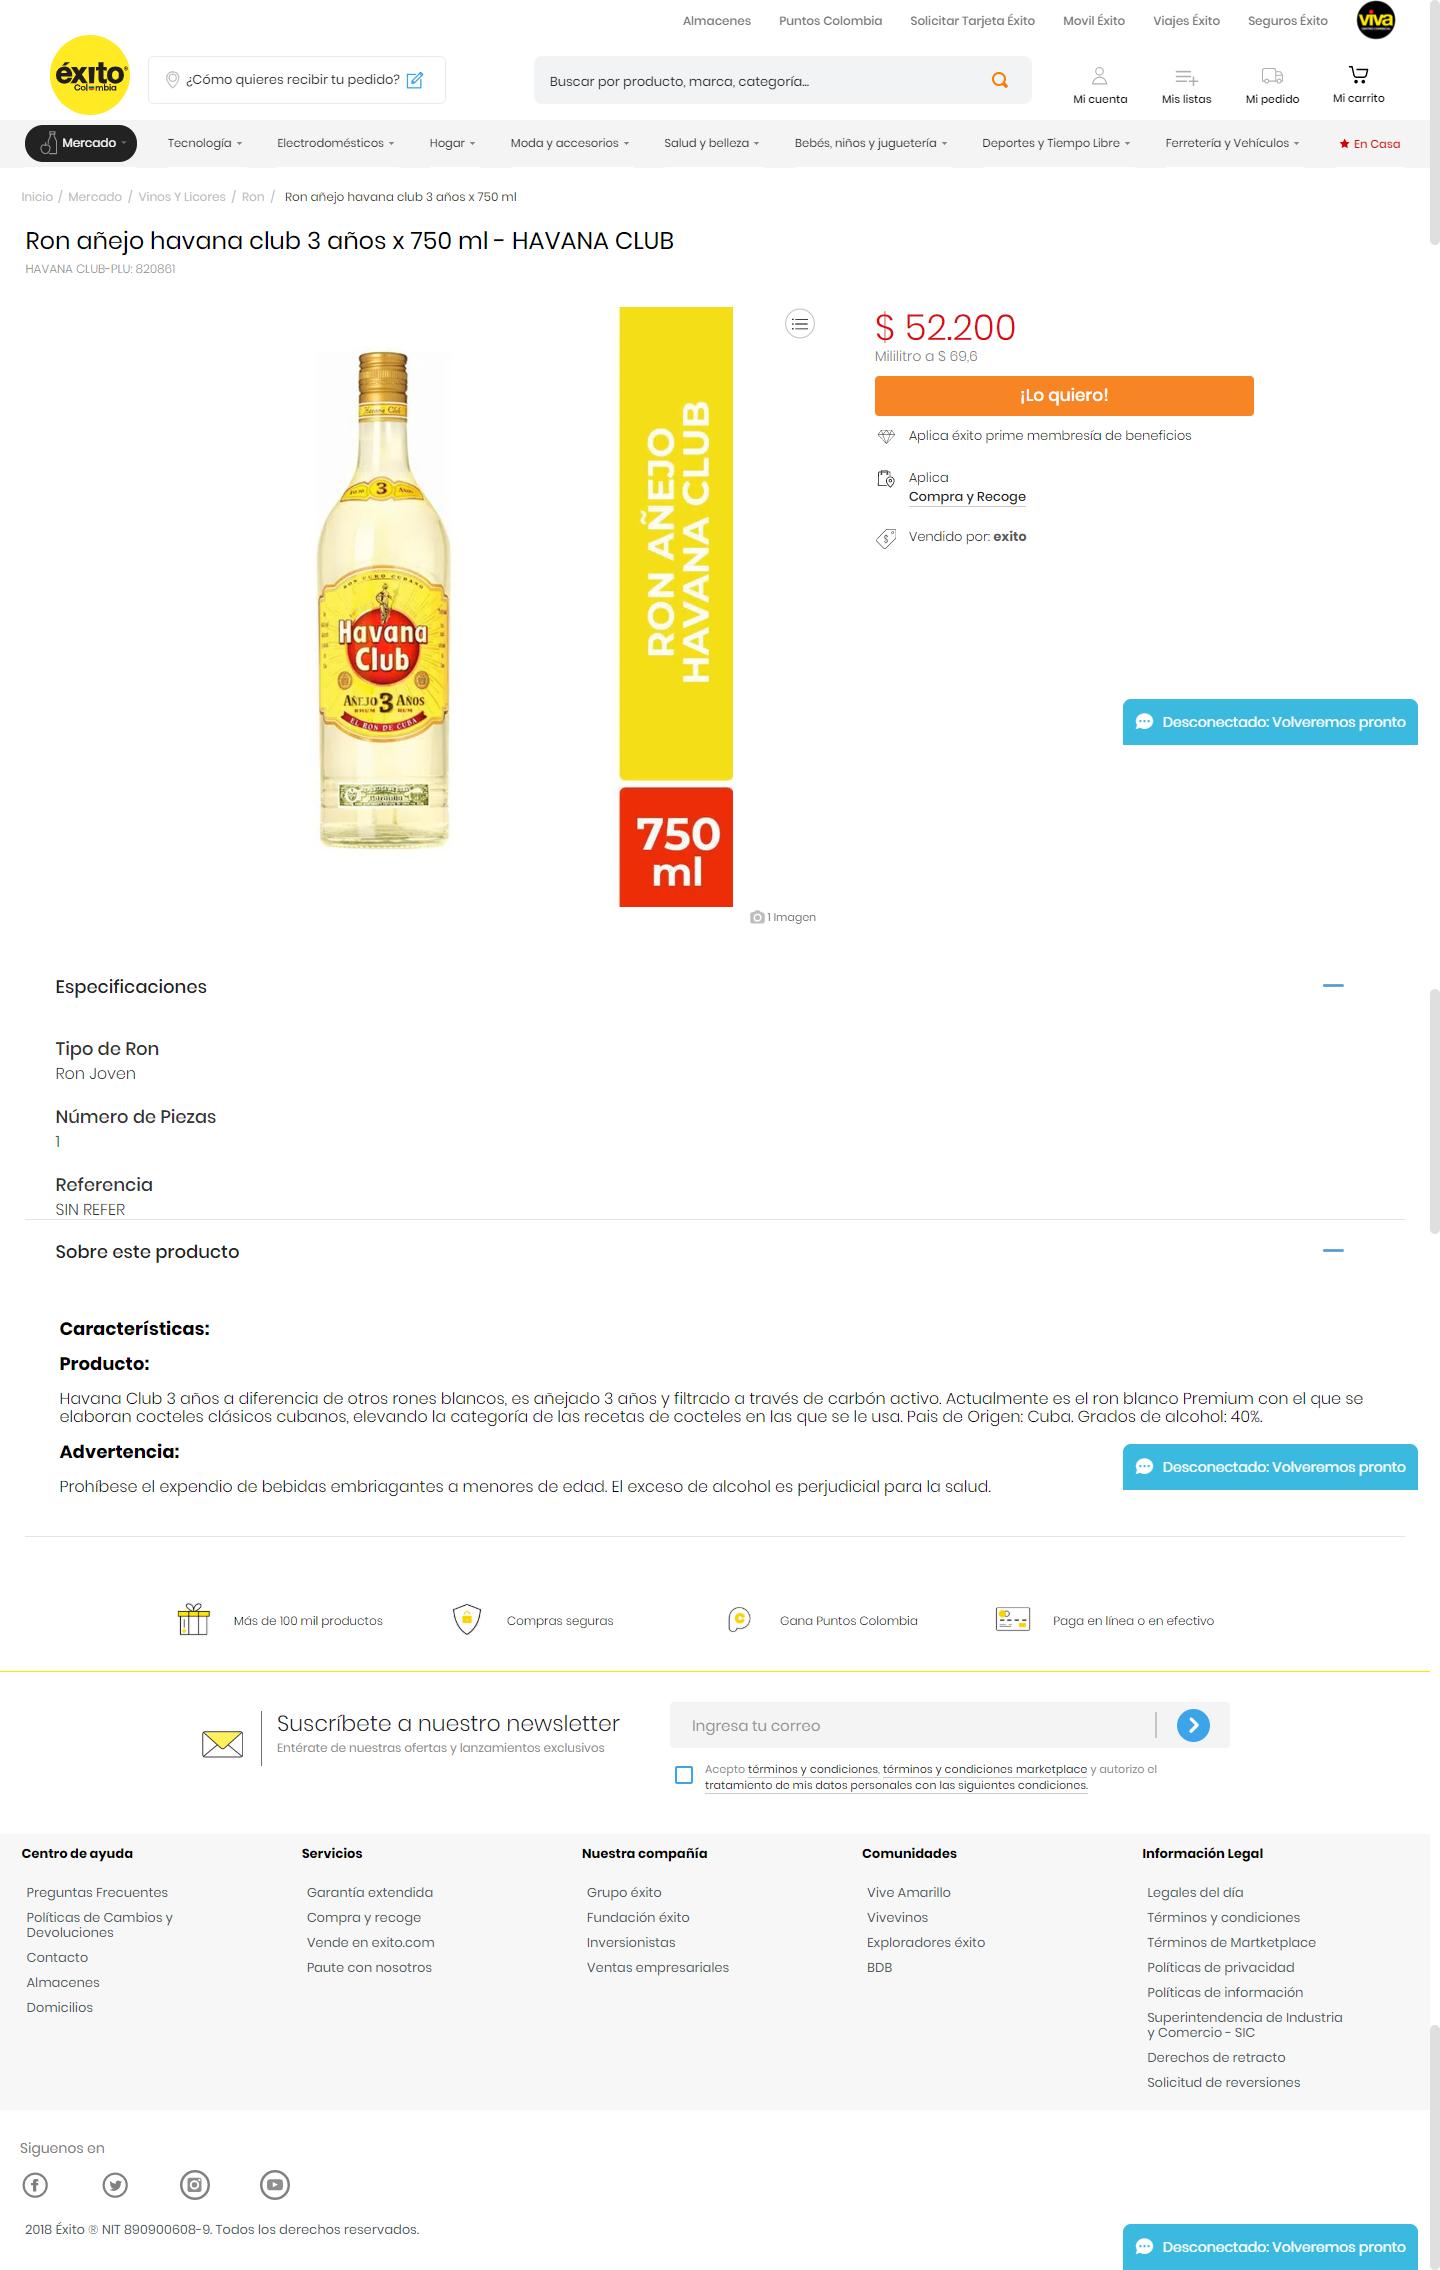 Almacenes Puntos Colombia Solicitar Tarjeta Éxito Movil Éxito Viajes Éxito Seguros Éxito viva
éxito
Colombia
¿Cómo quieres recibir tu pedido?
Buscar por producto, marca, categoría...
Mi cuenta Mis listas Mi pedido Mi carrito
Mercado Tecnología Electrodomésticos Hogar Moda y accesorios Salud y belleza Bebés, niños y juguetería Deportes y Tiempo Libre Ferretería y Vehículos En Casa
Inicio / Mercado / Vinos Y Licores / Ron / Ron añejo havana club 3 años x 750 ml
Ron añejo havana club 3 años x 750 ml - HAVANA CLUB
HAVANA CLUB-PLU: 820861
Havana Club
3
RON PURO CUBANO
Havana
Club
AÑEJO 3 AÑOS
RHUM RUM
EL RON DE CUBA
RON AÑEJO
HAVANA CLUB
750
ml
1 Imagen
$ 52.200
Mililitro a $ 69,6
¡Lo quiero!
Aplica éxito prime membresía de beneficios
Aplica
Compra y Recoge
Vendido por: exito
Desconectado: Volveremos pronto
Especificaciones
Tipo de Ron
Ron Joven
Número de Piezas
1
Referencia
SIN REFER
Sobre este producto
Características:
Producto:
Havana Club 3 años a diferencia de otros rones blancos, es añejado 3 años y filtrado a través de carbón activo. Actualmente es el ron blanco Premium con el que se
elaboran cocteles clásicos cubanos, elevando la categoría de las recetas de cocteles en las que se le usa. Pais de Origen: Cuba. Grados de alcohol: 40%.
Advertencia:
Prohíbese el expendio de bebidas embriagantes a menores de edad. El exceso de alcohol es perjudicial para la salud.
Desconectado: Volveremos pronto
Más de 100 mil productos
Compras seguras
Gana Puntos Colombia
Paga en línea o en efectivo
Suscríbete a nuestro newsletter
Entérate de nuestras ofertas y lanzamientos exclusivos
Ingresa tu correo
Acepto términos y condiciones, términos y condiciones marketplace y autorizo el
tratamiento de mis datos personales con las siguientes condiciones.
Centro de ayuda
Preguntas Frecuentes
Políticas de Cambios y
Devoluciones
Contacto
Almacenes
Domicilios
Servicios
Garantía extendida
Compra y recoge
Vende en exito.com
Paute con nosotros
Nuestra compañía
Grupo éxito
Fundación éxito
Inversionistas
Ventas empresariales
Comunidades
Vive Amarillo
Vivevinos
Exploradores éxito
BDB
Información Legal
Legales del día
Términos y condiciones
Términos de Martketplace
Políticas de privacidad
Políticas de información
Superintendencia de Industria
y Comercio - SIC
Derechos de retracto
Solicitud de reversiones
Siguenos en
2018 Éxito ® NIT 890900608-9. Todos los derechos reservados.
Desconectado: Volveremos pronto